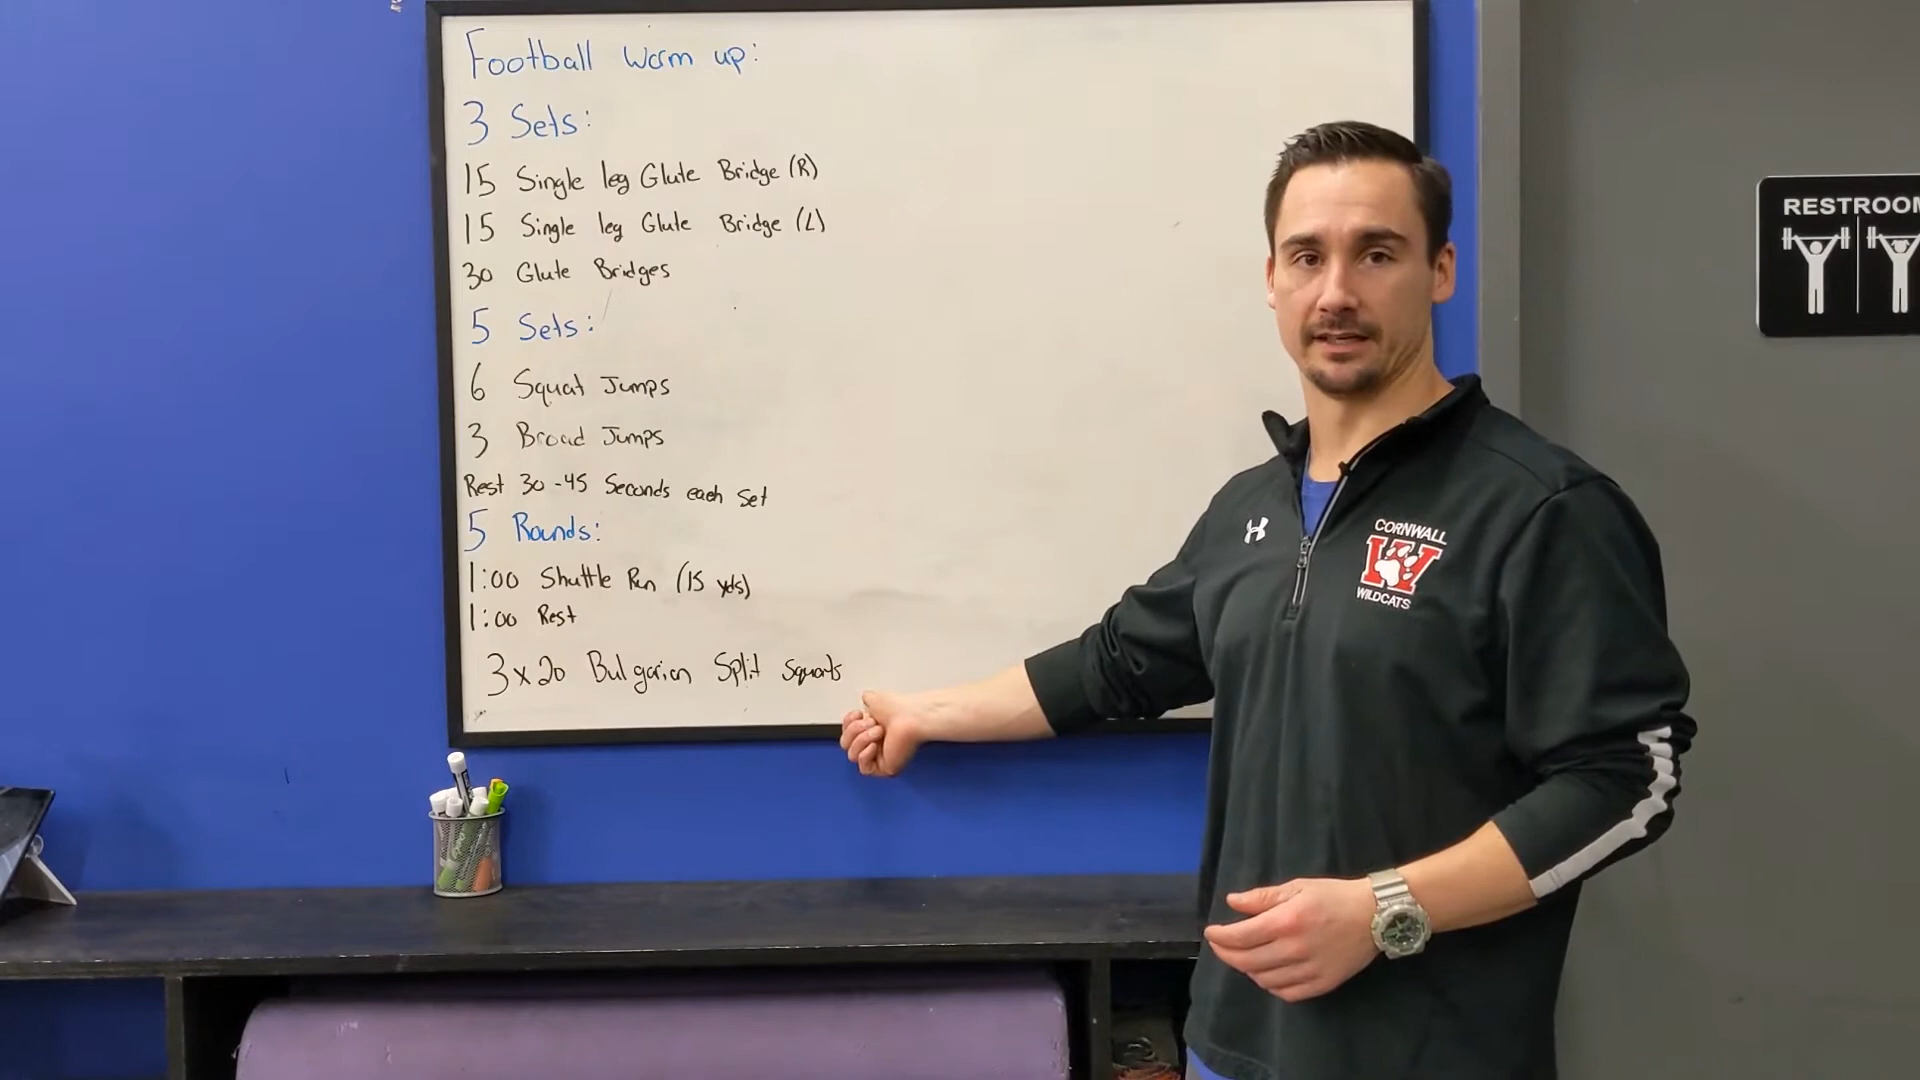 Football Warm up:
3 Sets:
15 Single leg Glute Bridge (R)
15 Single leg Glute Bridge (L)
30 Glute Bridges
5 Sets:
6 Squat Jumps
3 Broad Jumps
Rest 30-45 Seconds each Set
5 Rounds:
1:00 Shuttle Run (15 yds)
1:00 Rest
3x20 Bulgarian Split Squats
RESTROOM
CORNWALL
W
WILDCATS